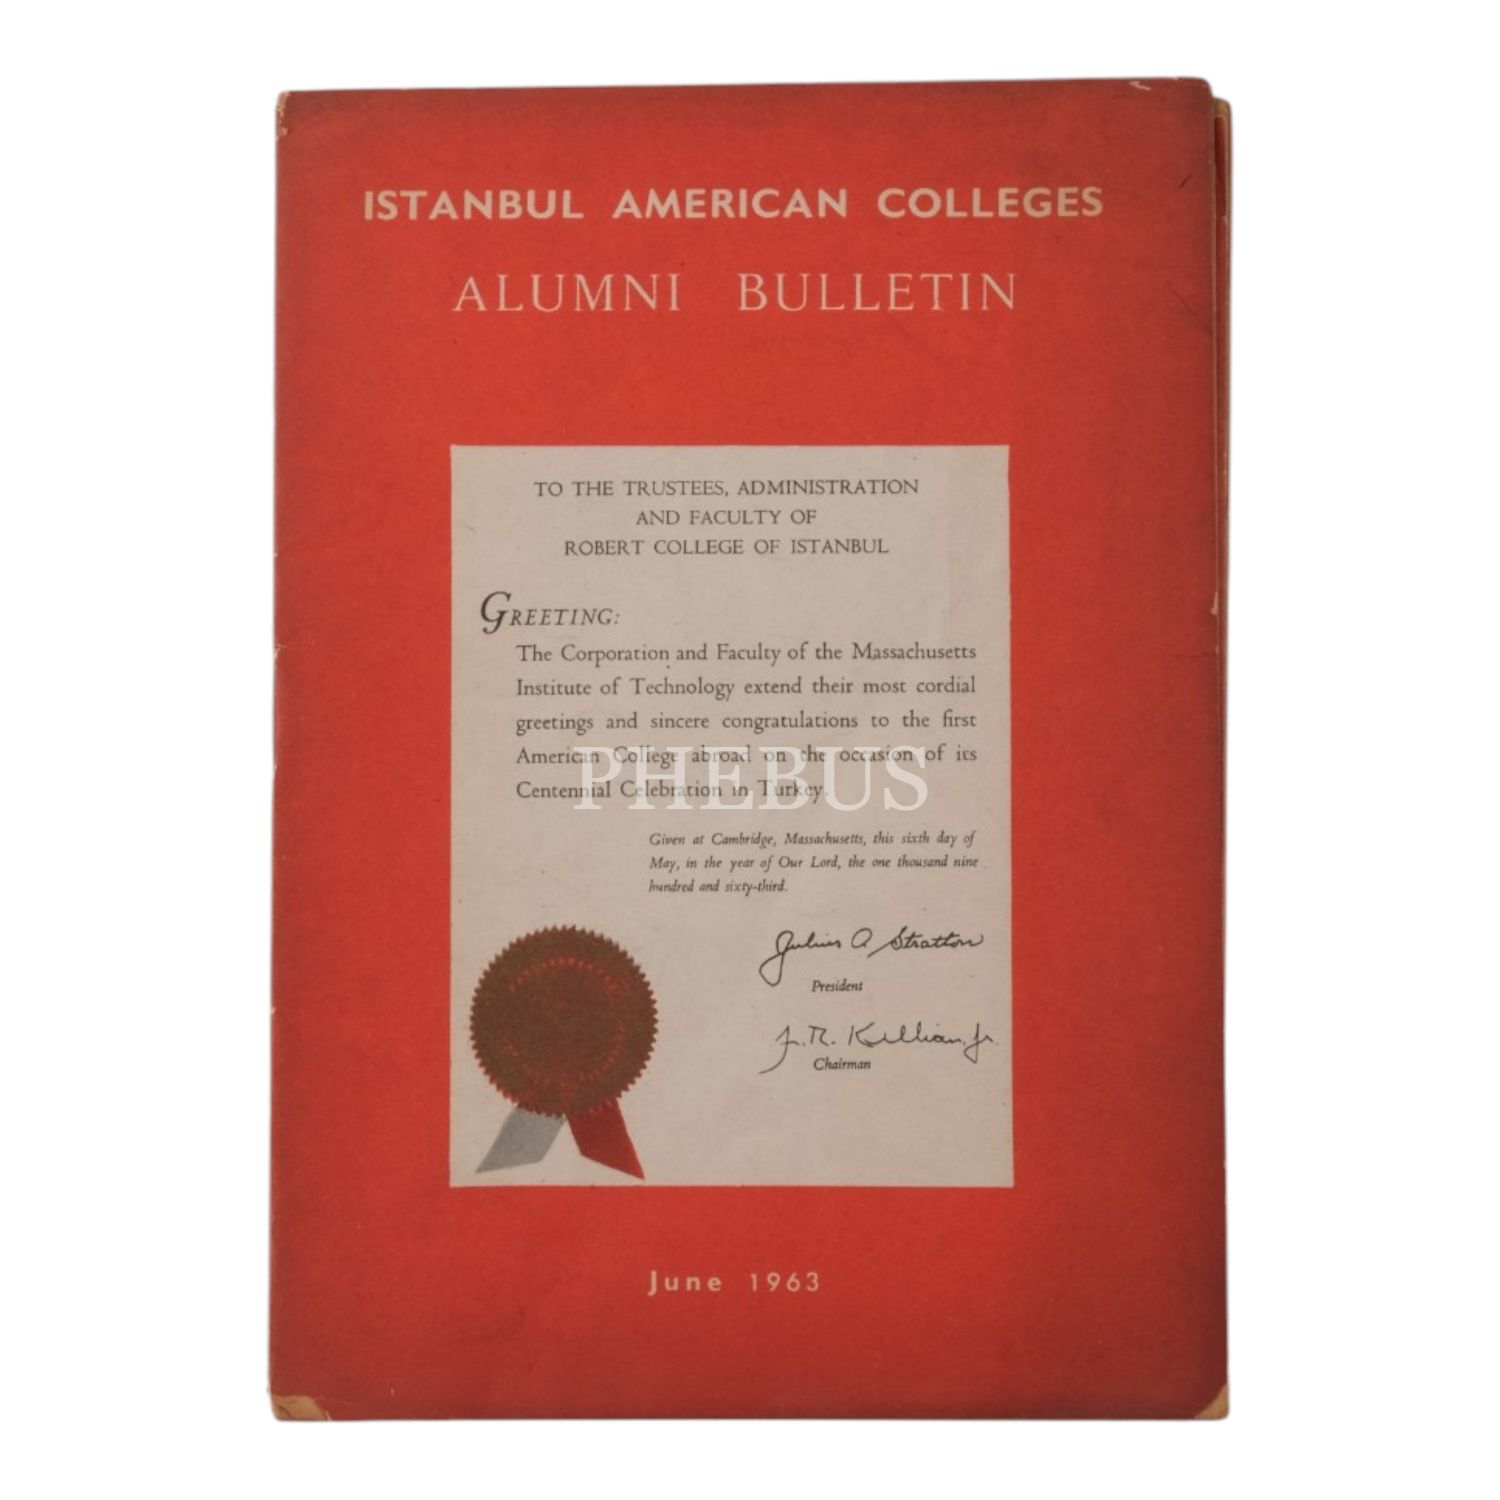 ISTANBUL AMERICAN COLLEGES
ALUMNI BULLETIN
TO THE TRUSTEES, ADMINISTRATION
AND FACULTY OF
ROBERT COLLEGE OF ISTANBUL
GREETING:
The Corporation and Faculty of the Massachusetts
Institute of Technology extend their most cordial
greetings and sincere congratulations to the first
American College abroad on the occasion of its
PHEBUS
Centennial Celebration in Turkey.
Given at Cambridge, Massachusetts, this sixth day of
May, in the year of Our Lord, the one thousand nine
hundred and sixty-third.
Julius A Stratton
President
J. R. Killian, Jr.
Chairman
June 1963